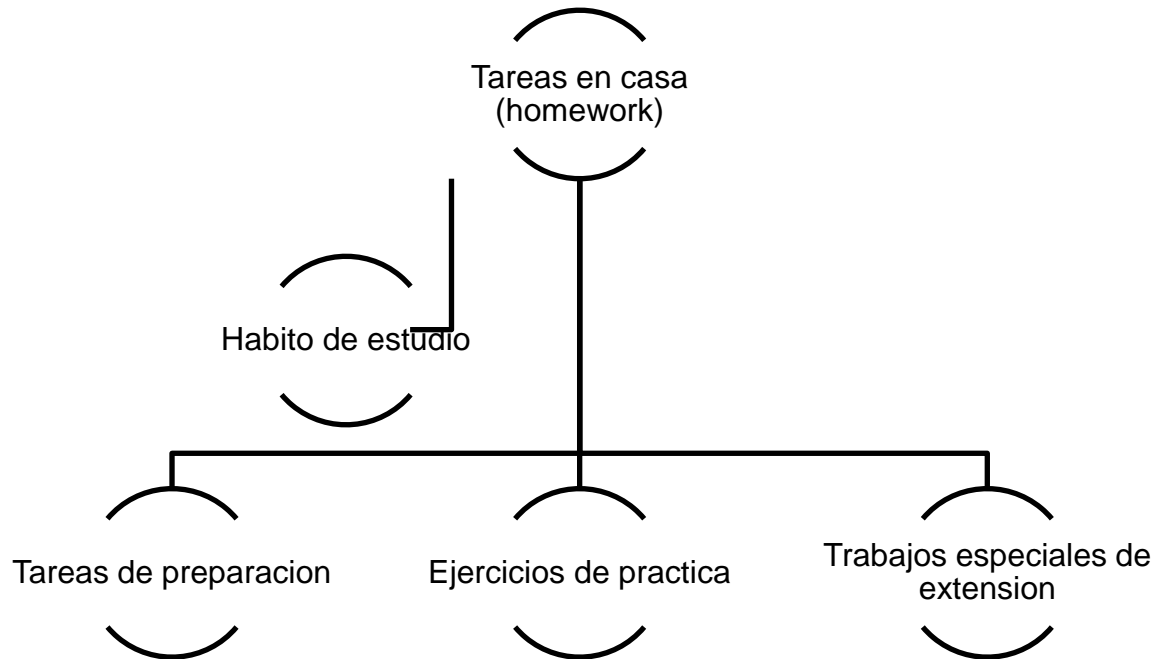 Tareas en casa
(homework)
Habito de estudio
Tareas de preparacion
Ejercicios de practica
Trabajos especiales de
extension